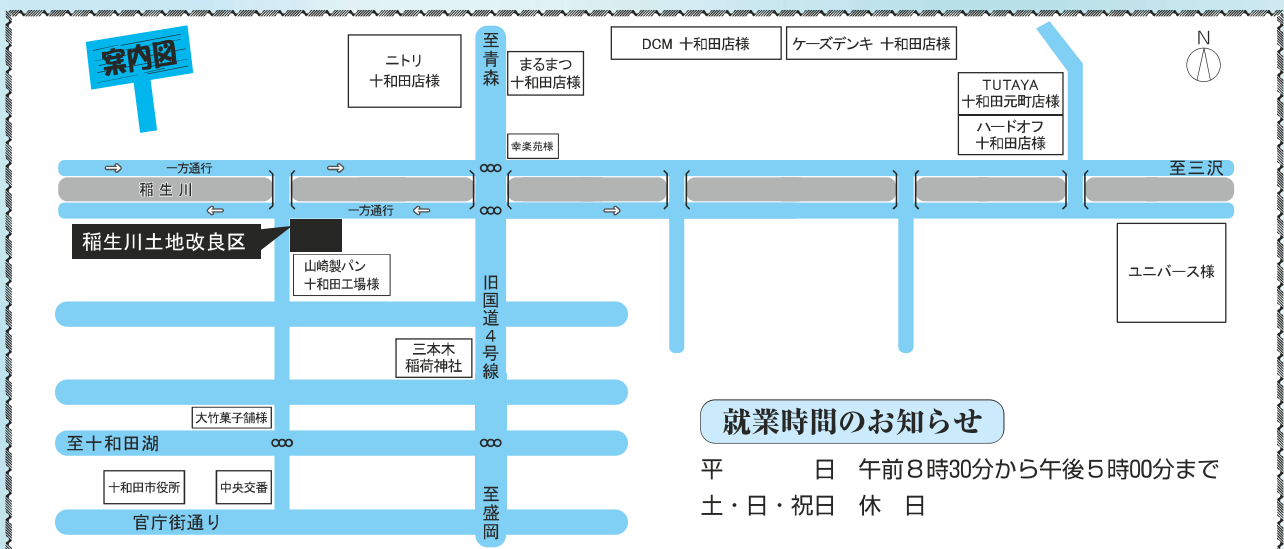 案内図
ニトリ
十和田店様
至青森
まるまつ
十和田店様
DCM 十和田店様
ケーズデンキ 十和田店様
N
TUTAYA
十和田元町店様
ハードオフ
十和田店様
幸楽苑様
一方通行
至三沢
稲生川
一方通行
稲生川土地改良区
山崎製パン
十和田工場様
ユニバース様
旧国道4号線
三本木
稲荷神社
大竹菓子舗様
至十和田湖
十和田市役所
中央交番
至盛岡
官庁街通り
就業時間のお知らせ
平日 午前8時30分から午後5時00分まで
土・日・祝日 休日